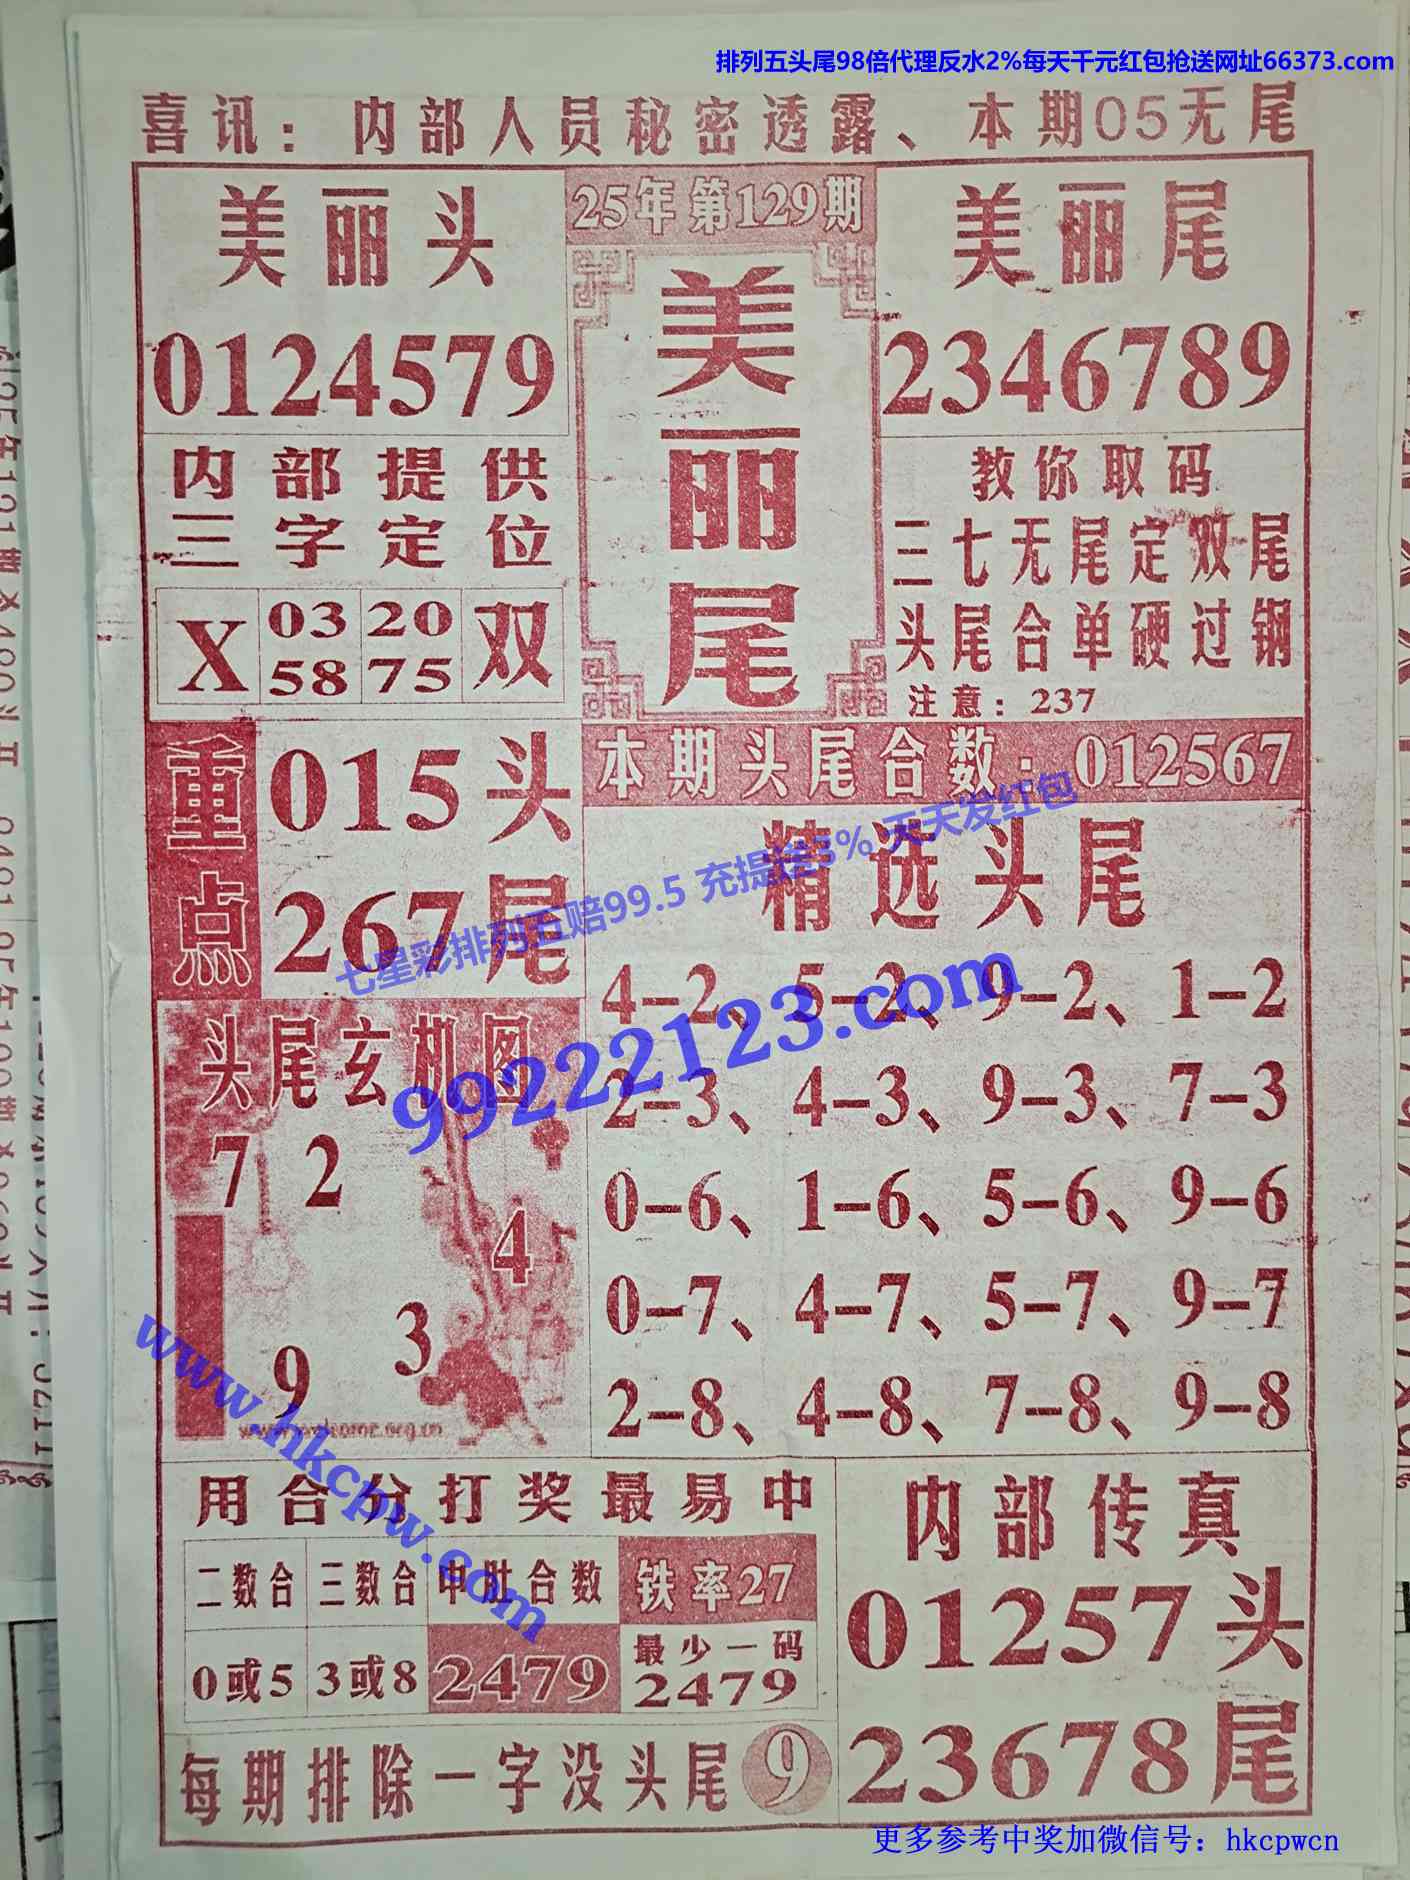 排列五头尾98倍代理反水2%每天千元红包抢送网址66373.com
喜讯：内部人员秘密透露、本期05无尾
美丽头
0124579
25年第129期
美丽尾
美丽尾
2346789
内部提供
三字定位
X 03 20 双
58 75
教你取码
三七无尾定双尾
头尾合单硬过钢
注意：237
重点
015头
267尾
本期头尾合数：012567
精选头尾
4-2、5-2、9-2、1-2
2-3、4-3、9-3、7-3
0-6、1-6、5-6、9-6
0-7、4-7、5-7、9-7
2-8、4-8、7-8、9-8
七星彩排列五赔99.5 充提送3% 天天发红包
99222123.com
头尾玄机图
7 2
4
3
9
www.hkcpw.com
用合分打奖最易中
二数合 三数合 中肚合数 铁率27
0或5 3或8 2479 最少一码
2479
每期排除一字没头尾 9
内部传真
01257头
23678尾
更多参考中奖加微信号：hkcpwcn